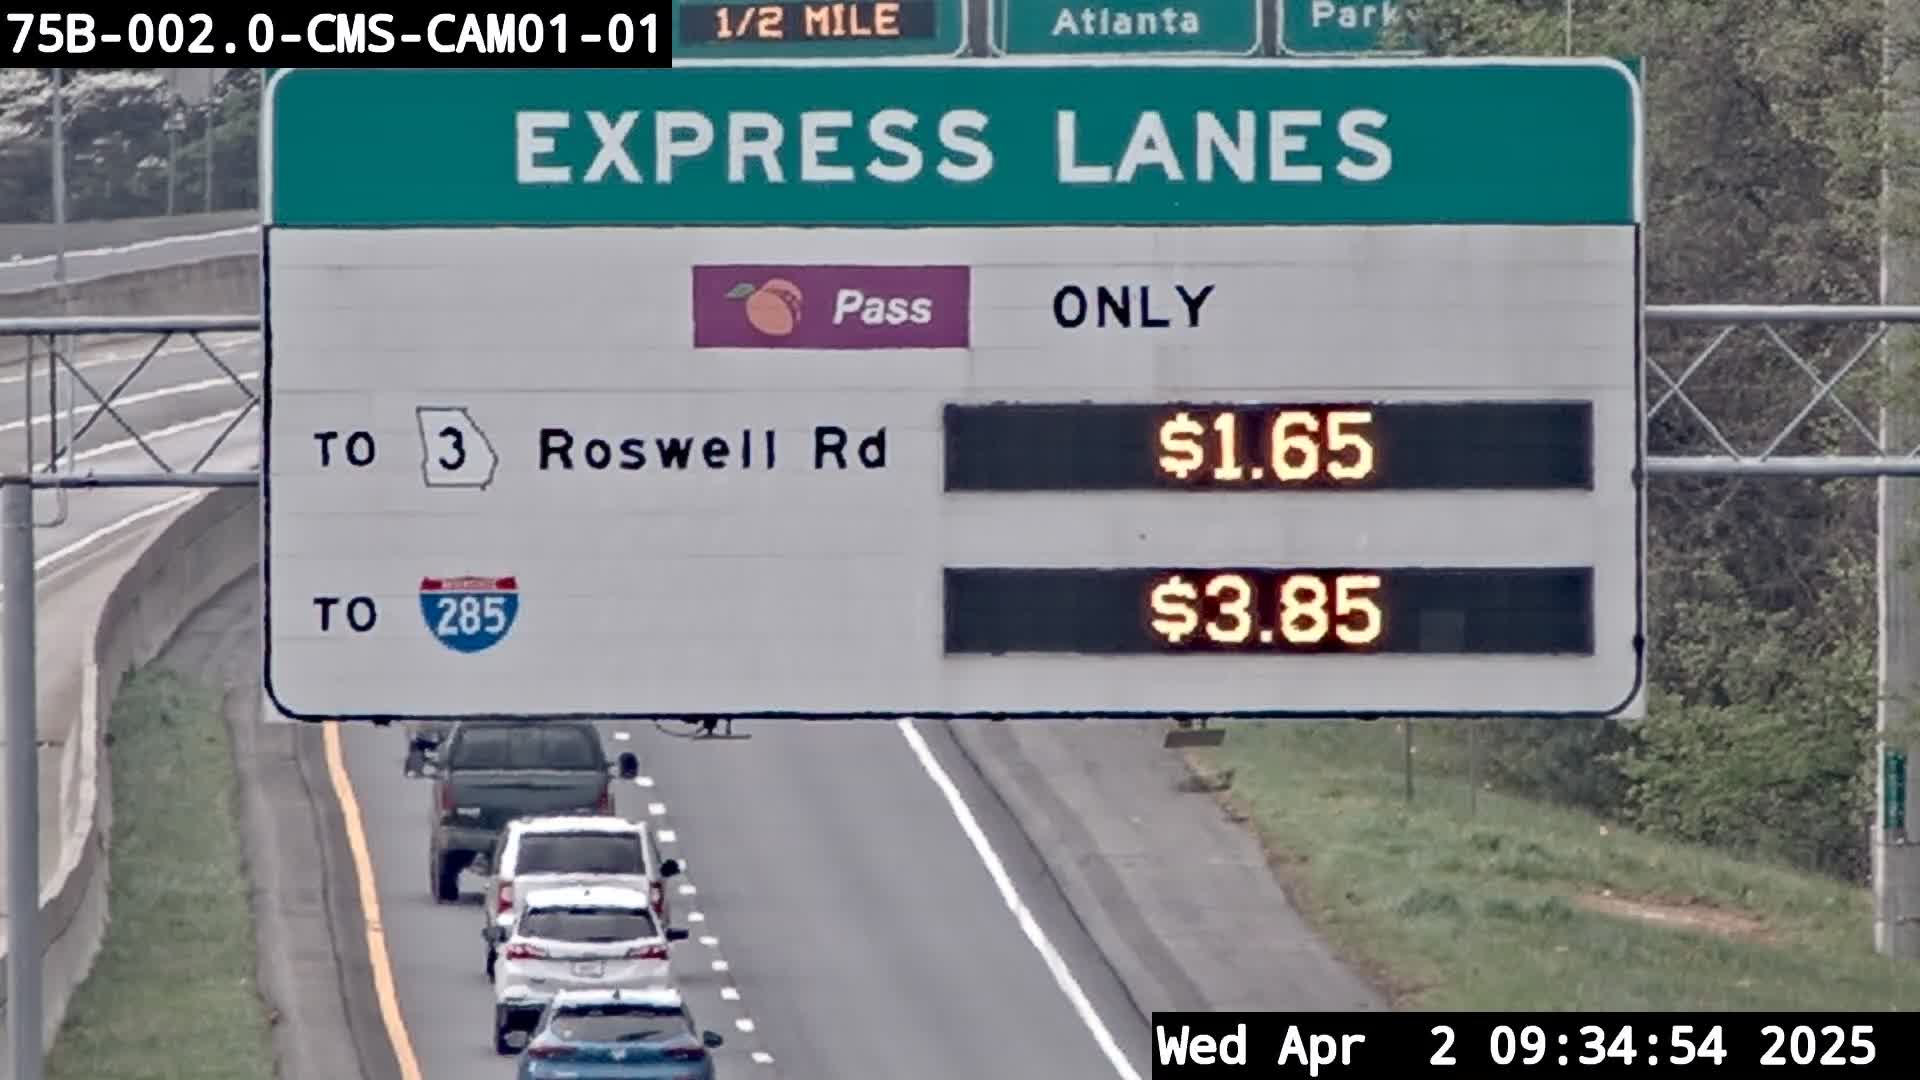 75B-002.0-CMS-CAM01-01
1/2 MILE
Atlanta
Park
EXPRESS LANES
Pass ONLY
TO 3 Roswell Rd $1.65
TO 285 $3.85
Wed Apr 2 09:34:54 2025